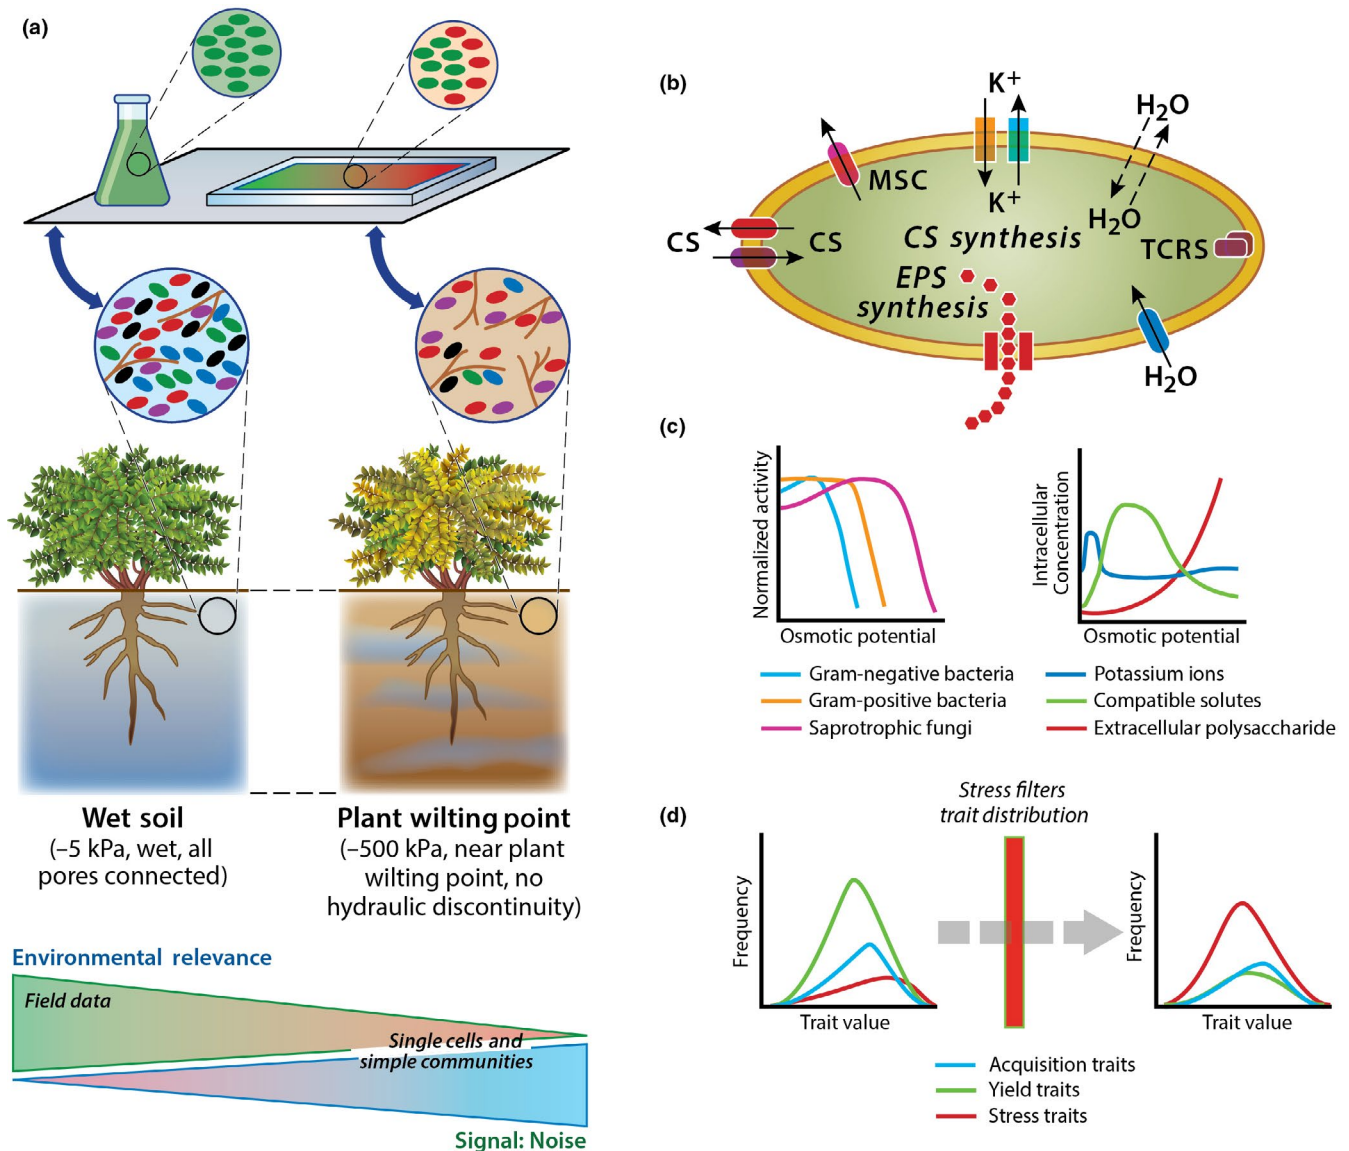 (a)
Wet soil
(–5 kPa, wet, all
pores connected)
Plant wilting point
(–500 kPa, near plant
wilting point, no
hydraulic discontinuity)
Environmental relevance
Field data
Single cells and
simple communities
Signal: Noise
(b)
K+
H2O
MSC
K+
H2O
CS
CS
CS synthesis
TCRS
EPS
synthesis
H2O
(c)
Normalized activity
Osmotic potential
Gram-negative bacteria
Gram-positive bacteria
Saprotrophic fungi
Intracellular
Concentration
Osmotic potential
Potassium ions
Compatible solutes
Extracellular polysaccharide
(d)
Stress filters
trait distribution
Frequency
Trait value
Frequency
Trait value
Acquisition traits
Yield traits
Stress traits